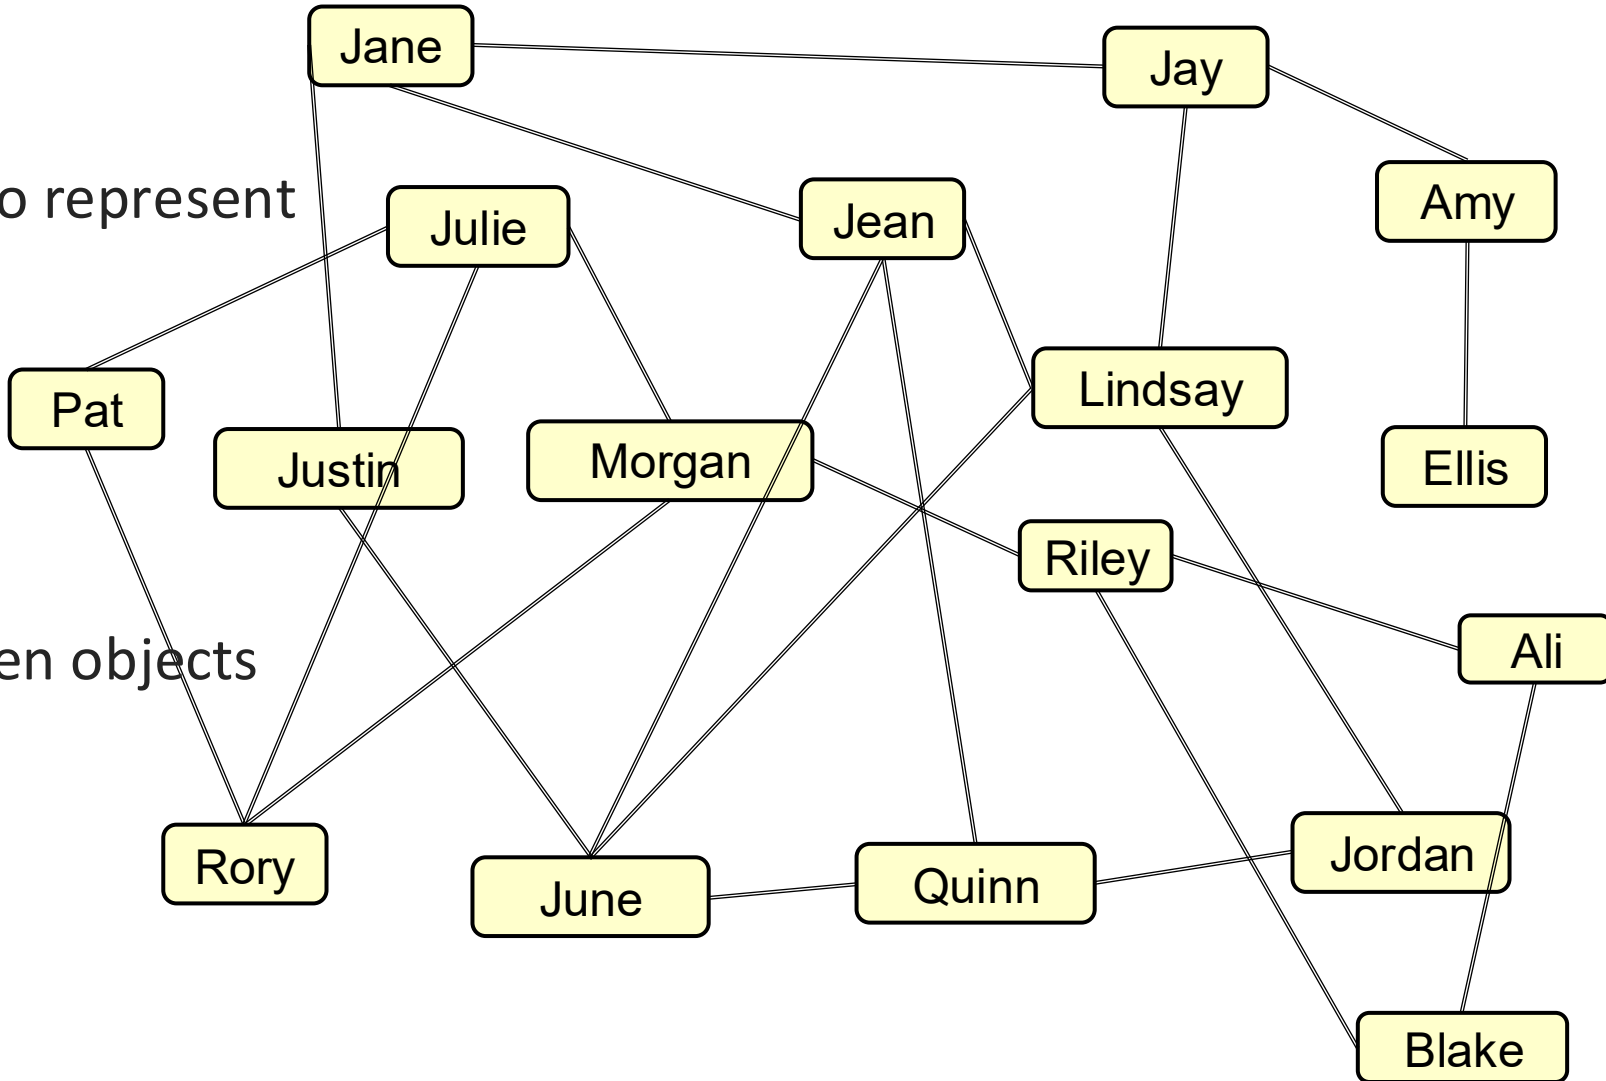 Jane
Jay
o represent
Julie
Jean
Amy
Pat
Justin
Morgan
Lindsay
Ellis
Riley
en objects
Ali
Rory
June
Quinn
Jordan
Blake